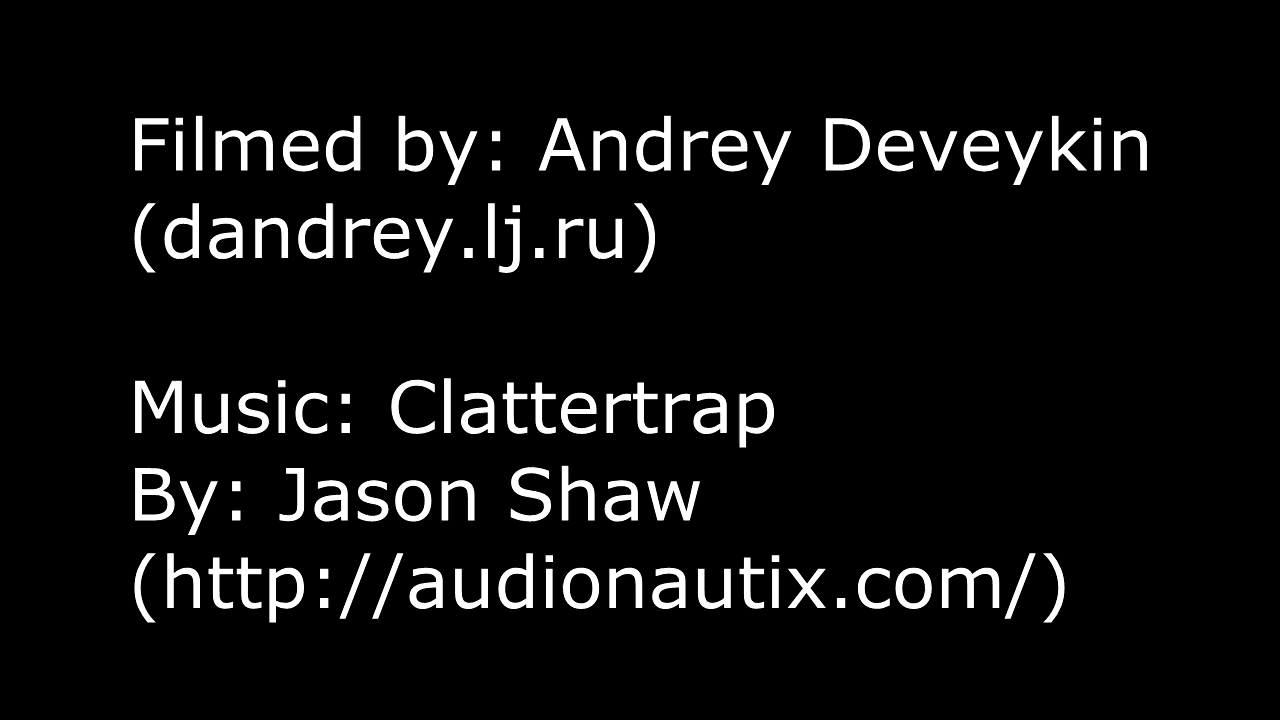 Filmed by: Andrey Deveykin
(dandrey.lj.ru)
Music: Clattertrap
By: Jason Shaw
(http://audionautix.com/)